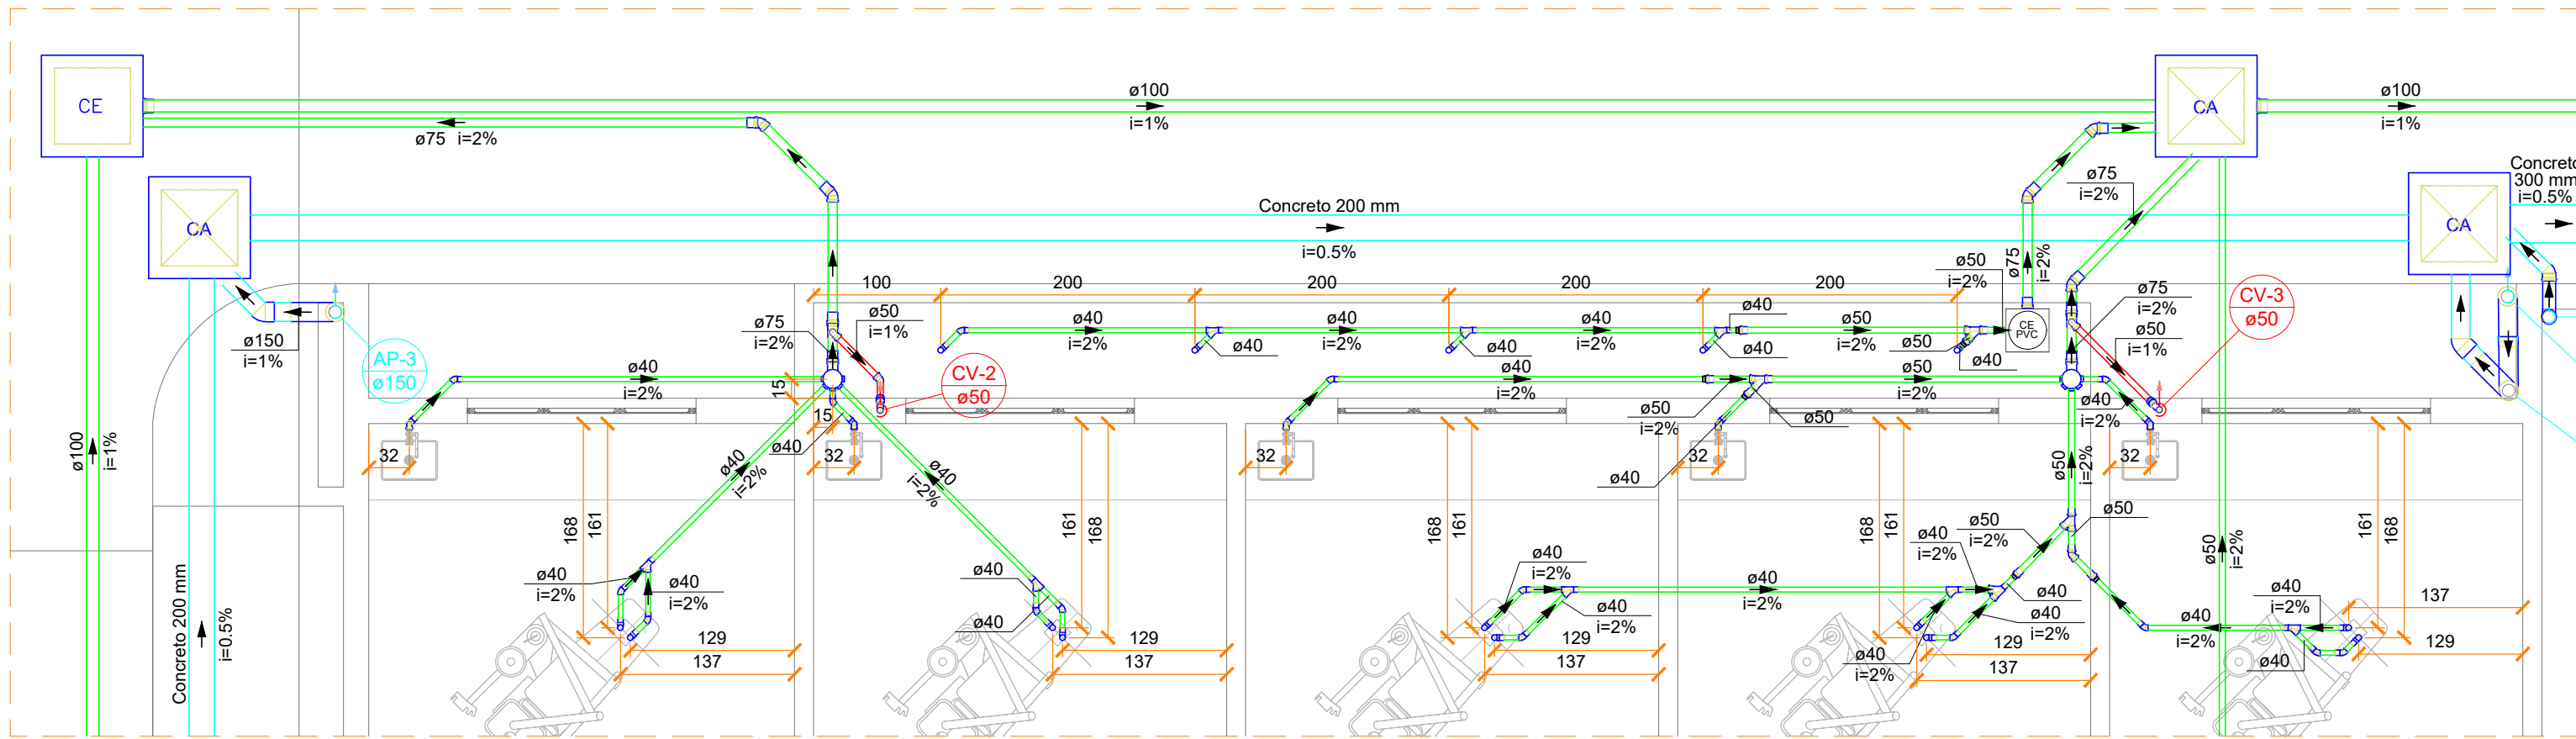 CE
ø100
i=1%
CA
ø100
i=1%
ø75 i=2%
CA
Concreto 200 mm
i=0.5%
ø75
i=2%
CA
Concreto
300 mm
i=0.5%
ø150
i=1%
AP-3
ø150
100
200
200
200
200
ø75
i=2%
ø50
i=1%
ø40
i=2%
ø40
ø40
i=2%
ø40
ø40
i=2%
ø40
ø40
ø50
i=2%
ø50
ø40
ø50
i=2%
ø75
i=2%
CE
PVC
ø75
i=2%
ø50
i=1%
CV-3
ø50
CV-2
ø50
ø40
i=2%
15
15
ø40
ø40
i=2%
ø50
i=2%
ø50
ø40
ø50
i=2%
ø40
i=2%
32
32
32
32
32
ø100
i=1%
ø40
i=2%
ø40
i=2%
168
161
161
168
168
161
168
161
161
168
ø50
i=2%
ø50
ø50
i=2%
ø50
i=2%
ø40
i=2%
ø40
i=2%
129
137
ø40
ø40
129
137
ø40
i=2%
ø40
i=2%
ø40
i=2%
129
137
ø40
i=2%
ø40
ø40
i=2%
ø40
i=2%
129
137
ø40
i=2%
ø40
i=2%
ø40
137
129
Concreto 200 mm
i=0.5%